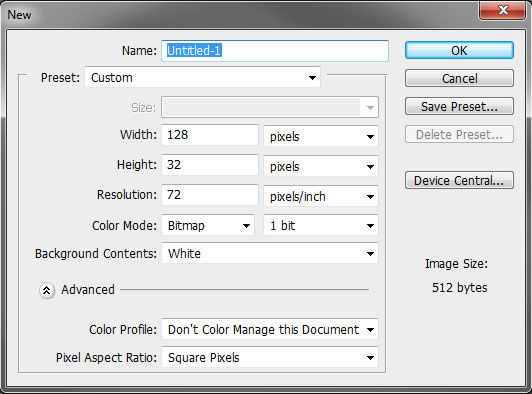 New
Name: Untitled-1
OK
Preset: Custom
Cancel
Size:
Save Preset...
Width: 128 pixels
Delete Preset...
Height: 32 pixels
Resolution: 72 pixels/inch
Device Central...
Color Mode: Bitmap 1 bit
Background Contents: White
Image Size:
512 bytes
Advanced
Color Profile: Don't Color Manage this Document
Pixel Aspect Ratio: Square Pixels